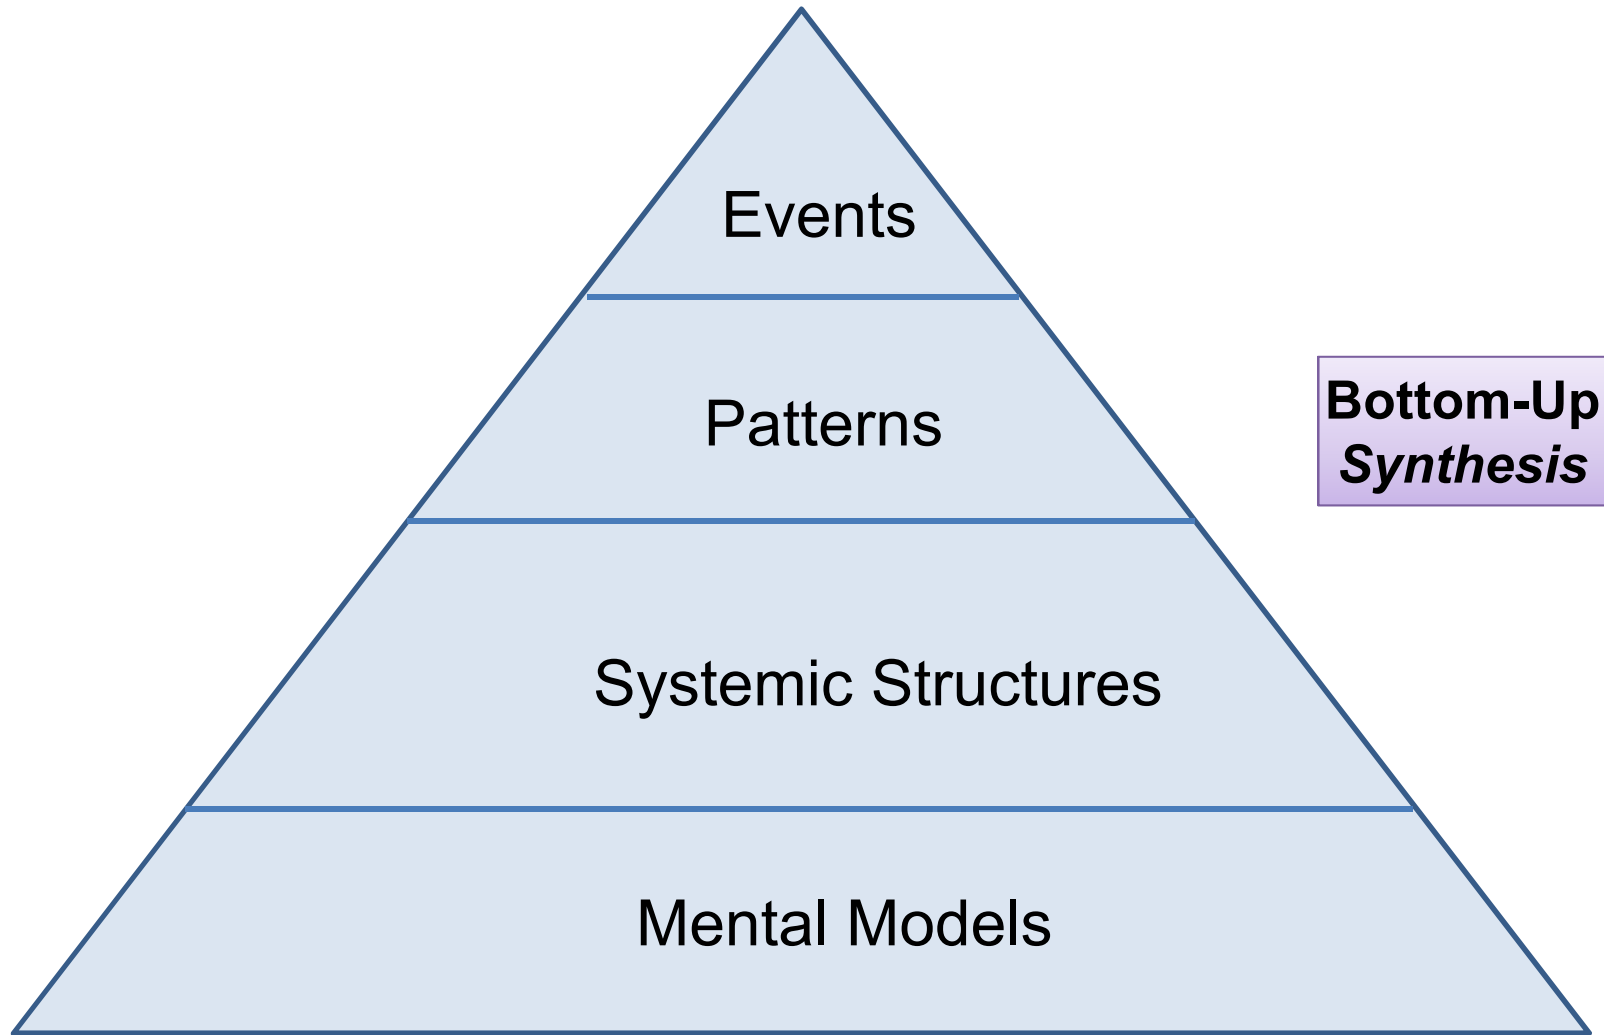 Events
Patterns
Bottom-Up
Synthesis
Systemic Structures
Mental Models